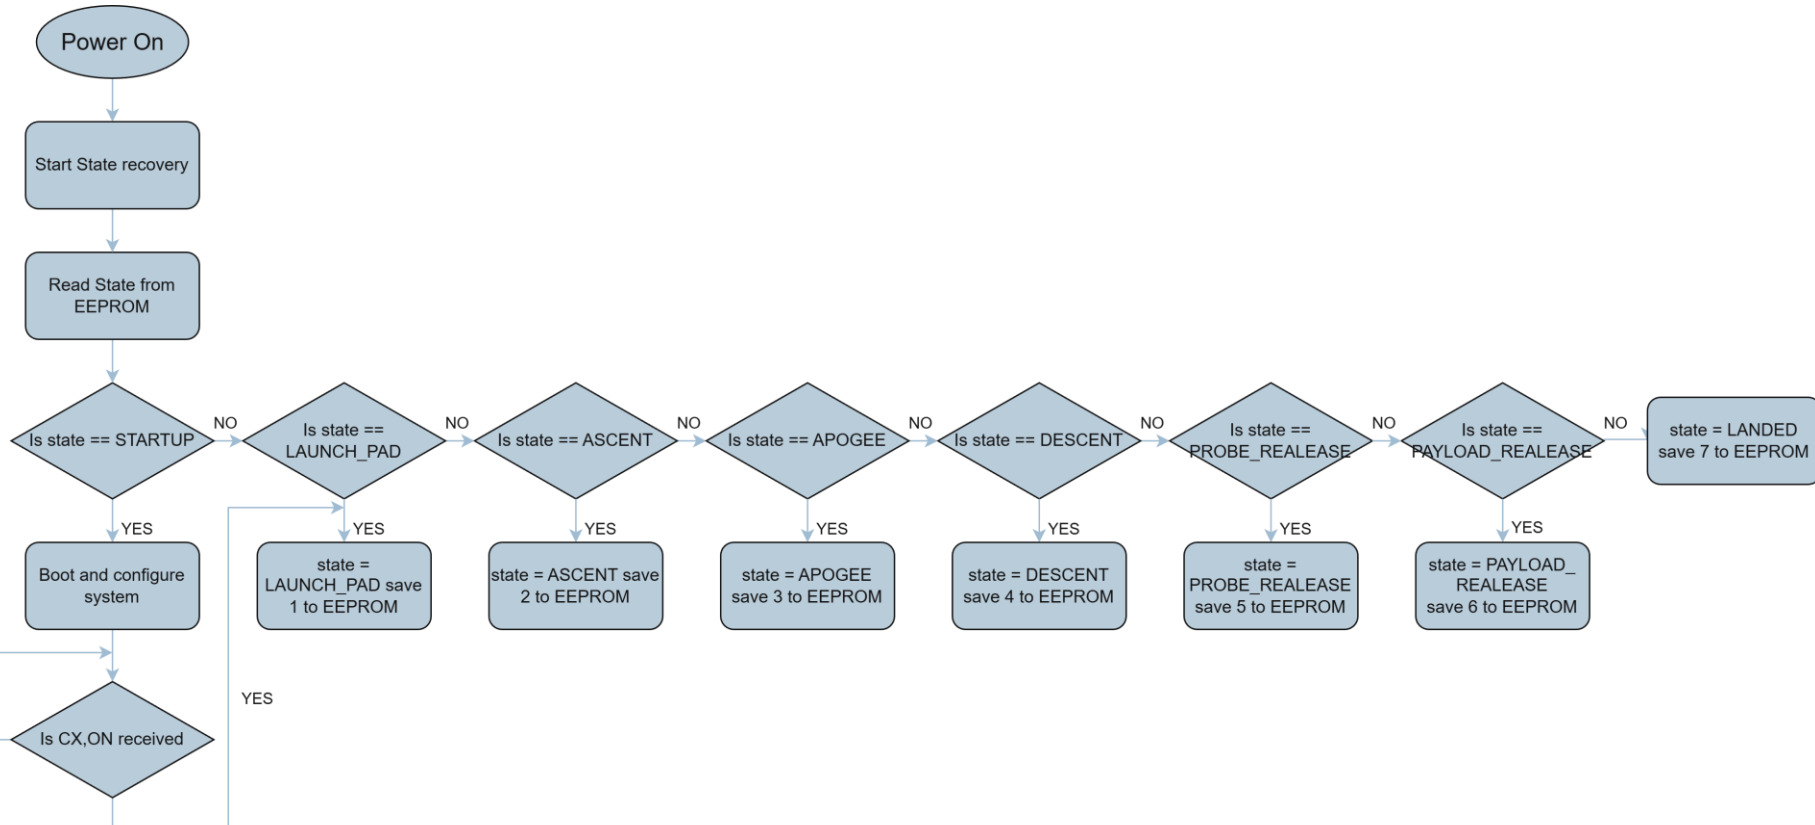 Power On
Start State recovery
Read State from
EEPROM
Is state == STARTUP
NO
Is state ==
LAUNCH_PAD
NO
Is state == ASCENT
NO
Is state == APOGEE
NO
Is state == DESCENT
NO
Is state ==
PROBE_REALEASE
NO
Is state ==
PAYLOAD_REALEASE
NO
state = LANDED
save 7 to EEPROM
YES
YES
YES
YES
YES
YES
YES
Boot and configure
system
state =
LAUNCH_PAD save
1 to EEPROM
state = ASCENT save
2 to EEPROM
state = APOGEE
save 3 to EEPROM
state = DESCENT
save 4 to EEPROM
state =
PROBE_REALEASE
save 5 to EEPROM
state = PAYLOAD_
REALEASE
save 6 to EEPROM
YES
Is CX,ON received